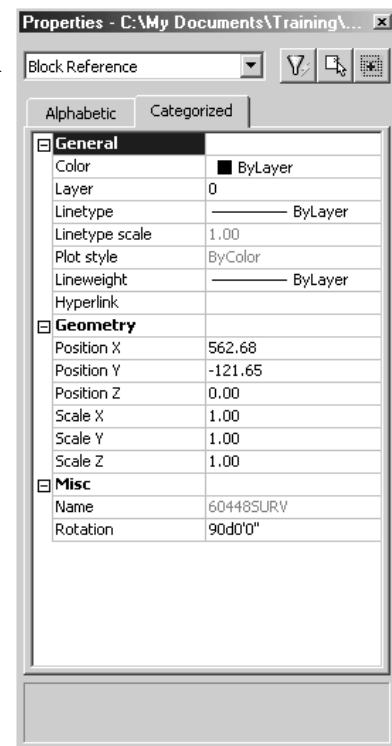 Properties - C:\My Documents\Training\...
Block Reference
Alphabetic Categorized
General
Color ByLayer
Layer 0
Linetype ByLayer
Linetype scale 1.00
Plot style ByColor
Lineweight ByLayer
Hyperlink
Geometry
Position X 562.68
Position Y -121.65
Position Z 0.00
Scale X 1.00
Scale Y 1.00
Scale Z 1.00
Misc
Name 60448SURV
Rotation 90d0'0"